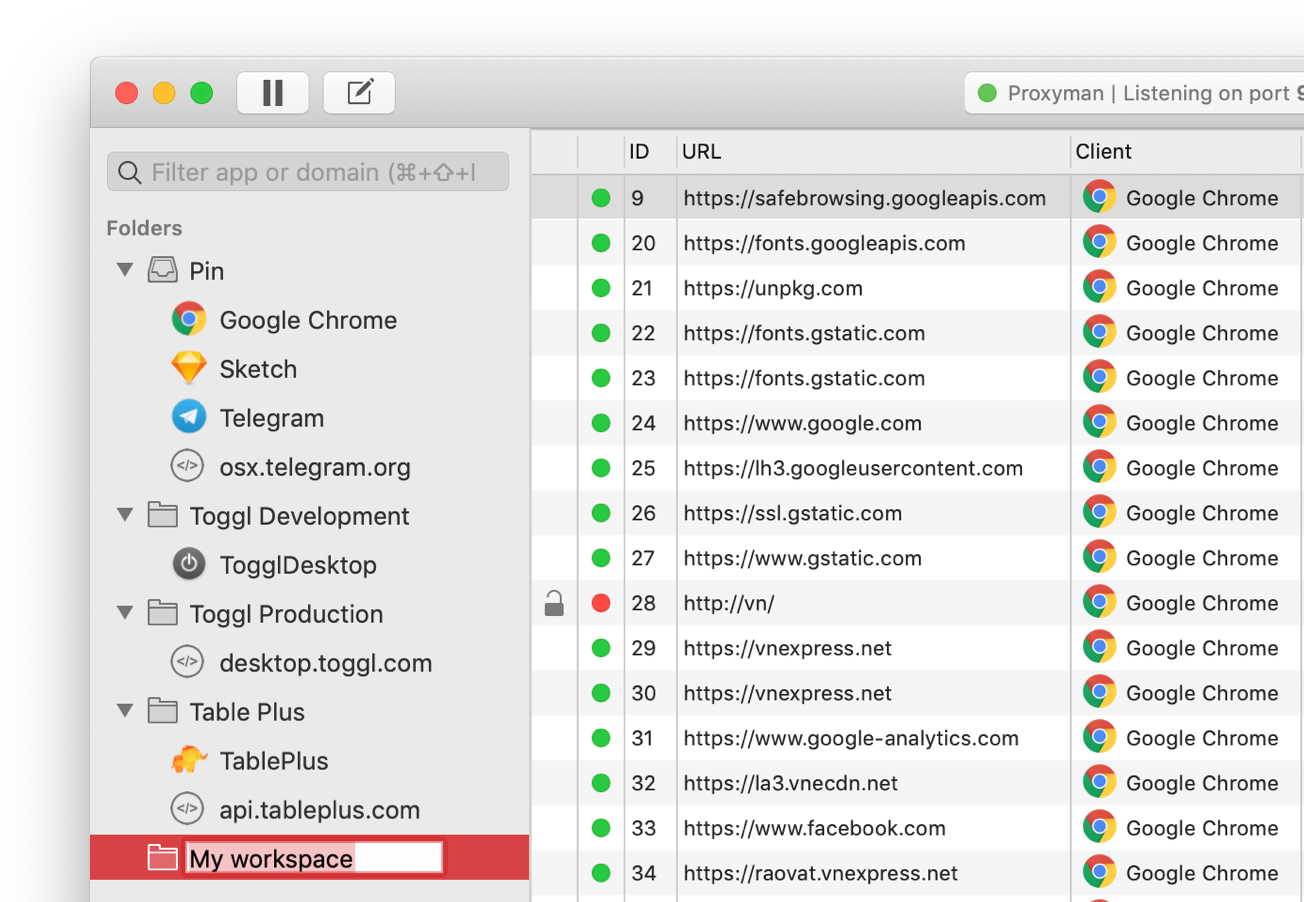 Proxyman | Listening on port 9
Filter app or domain (⌘+⇧+I
Folders
Pin
Google Chrome
Sketch
Telegram
osx.telegram.org
Toggl Development
TogglDesktop
Toggl Production
desktop.toggl.com
Table Plus
TablePlus
api.tableplus.com
My workspace
ID URL Client
9 https://safebrowsing.googleapis.com Google Chrome
20 https://fonts.googleapis.com Google Chrome
21 https://unpkg.com Google Chrome
22 https://fonts.gstatic.com Google Chrome
23 https://fonts.gstatic.com Google Chrome
24 https://www.google.com Google Chrome
25 https://lh3.googleusercontent.com Google Chrome
26 https://ssl.gstatic.com Google Chrome
27 https://www.gstatic.com Google Chrome
28 http://vn/ Google Chrome
29 https://vnexpress.net Google Chrome
30 https://vnexpress.net Google Chrome
31 https://www.google-analytics.com Google Chrome
32 https://la3.vnecdn.net Google Chrome
33 https://www.facebook.com Google Chrome
34 https://raovat.vnexpress.net Google Chrome